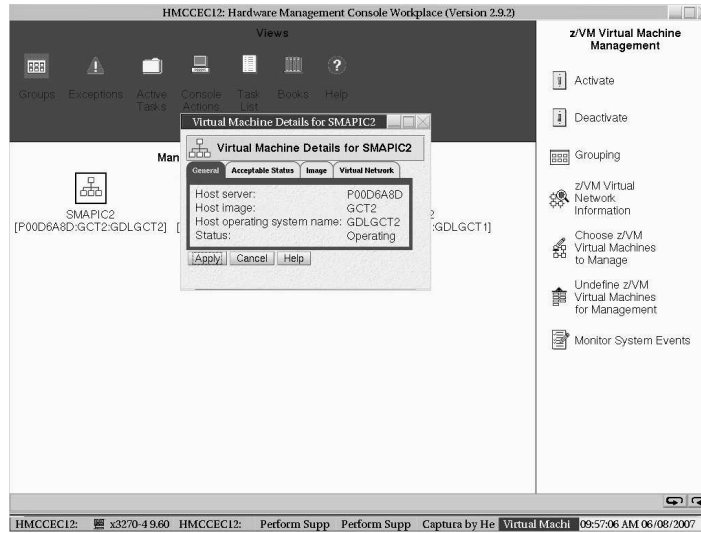 HMCCEC12: Hardware Management Console Workplace (Version 2.9.2)
Views
Groups
Exceptions
Active
Tasks
Console
Actions
Task
List
Books
Help
z/VM Virtual Machine
Management
Activate
Deactivate
Grouping
z/VM Virtual
Network
Information
Choose z/VM
Virtual Machines
to Manage
Undefine z/VM
Virtual Machines
for Management
Monitor System Events
Man
SMAPIC2
[P00D6A8D:GCT2:GDLGCT2]
[
2
:GDLGCT1]
Virtual Machine Details for SMAPIC2
Virtual Machine Details for SMAPIC2
General
Acceptable Status
Image
Virtual Network
Host server: P00D6A8D
Host image: GCT2
Host operating system name: GDLGCT2
Status: Operating
Apply
Cancel
Help
HMCCEC12:
x3270-4 9.60
HMCCEC12:
Perform Supp
Perform Supp
Captura by He
Virtual Machi
09:57:06 AM 06/08/2007